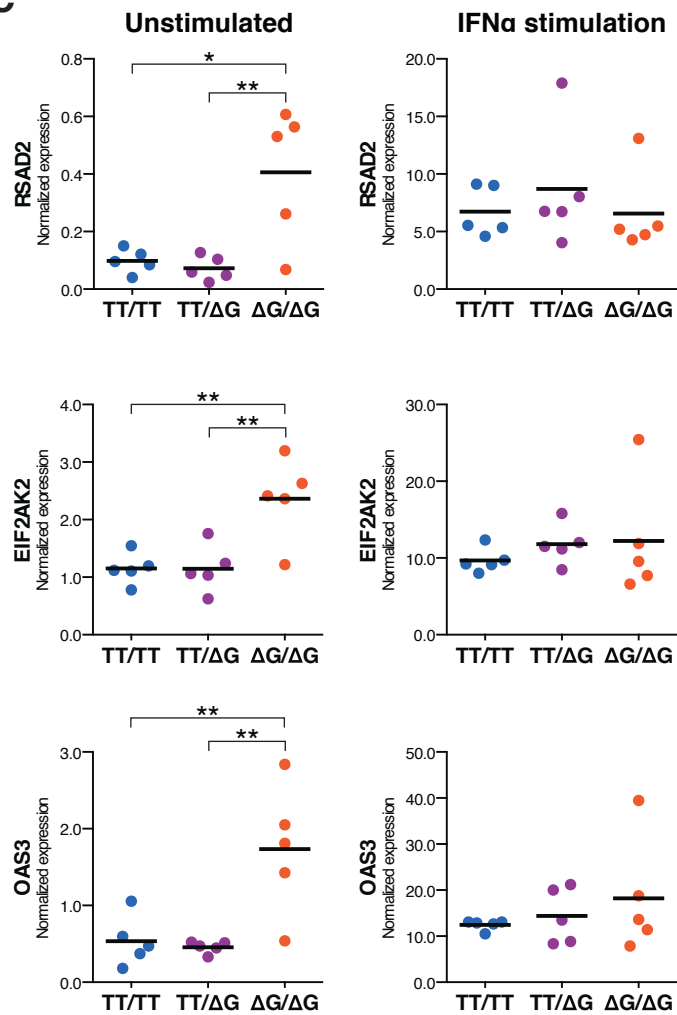 Unstimulated
IFNα stimulation
RSAD2
Normalized expression
0.8
0.6
0.4
0.2
0.0
*
**
TT/TT TT/ΔG ΔG/ΔG
RSAD2
Normalized expression
20.0
15.0
10.0
5.0
0.0
TT/TT TT/ΔG ΔG/ΔG
EIF2AK2
Normalized expression
4.0
3.0
2.0
1.0
0.0
**
**
TT/TT TT/ΔG ΔG/ΔG
EIF2AK2
Normalized expression
30.0
20.0
10.0
0.0
TT/TT TT/ΔG ΔG/ΔG
OAS3
Normalized expression
3.0
2.0
1.0
0.0
**
**
TT/TT TT/ΔG ΔG/ΔG
OAS3
Normalized expression
50.0
40.0
30.0
20.0
10.0
0.0
TT/TT TT/ΔG ΔG/ΔG